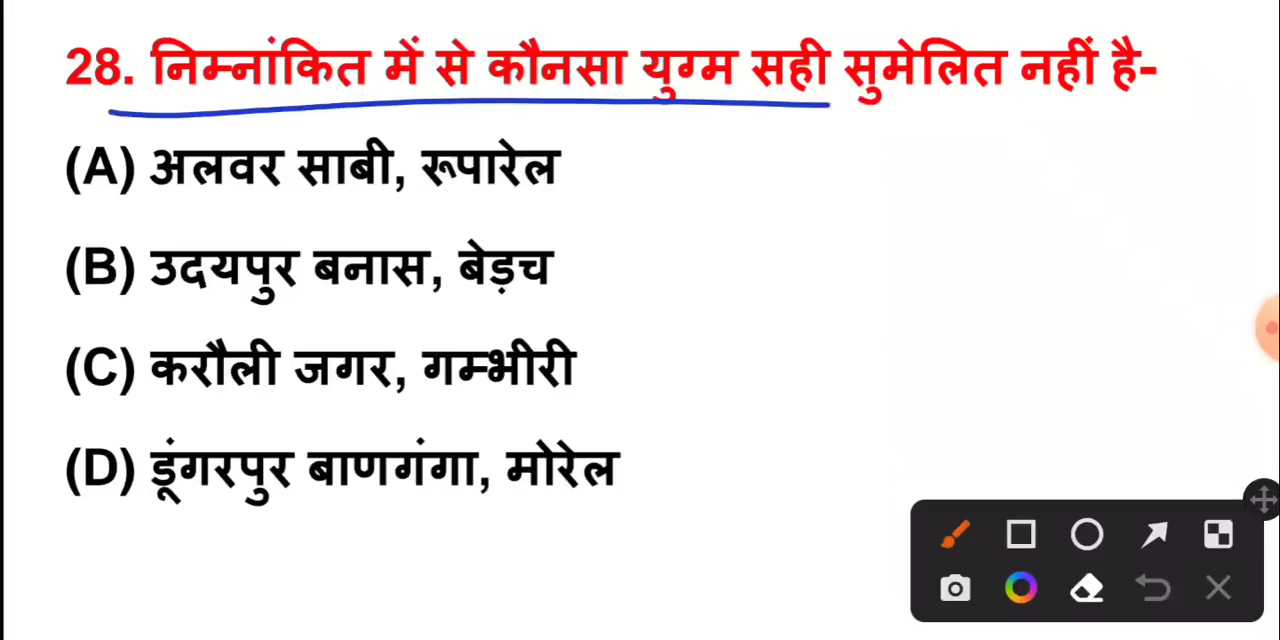 28. निम्नांकित में से कौनसा युग्म सही सुमेलित नहीं है-
(A) अलवर साबी, रूपारेल
(B) उदयपुर बनास, बेड़च
(C) करौली जगर, गम्भीरी
(D) डूंगरपुर बाणगंगा, मोरेल